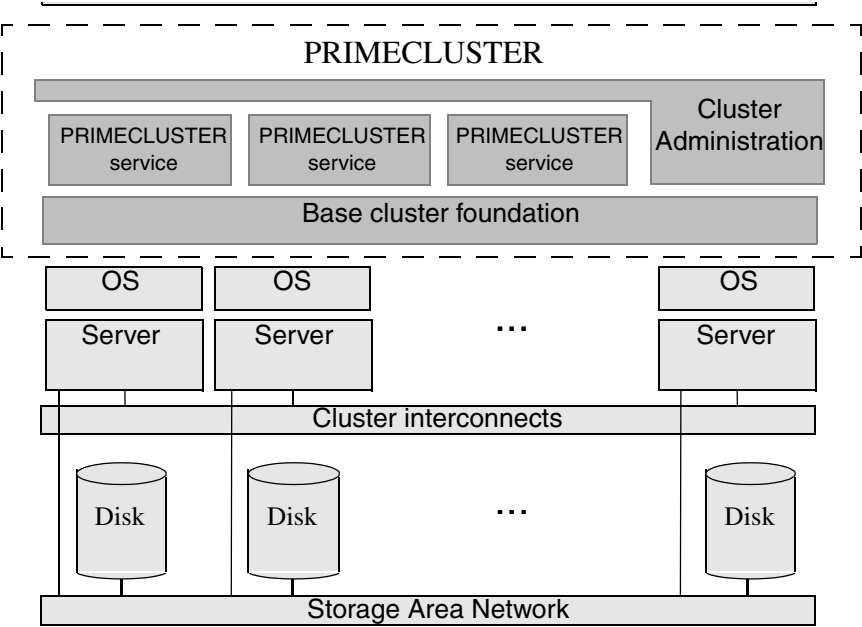 PRIMECLUSTER
Cluster
Administration
PRIMECLUSTER
service
PRIMECLUSTER
service
PRIMECLUSTER
service
Base cluster foundation
OS
OS
OS
Server
Server
...
Server
Cluster interconnects
Disk
Disk
...
Disk
Storage Area Network